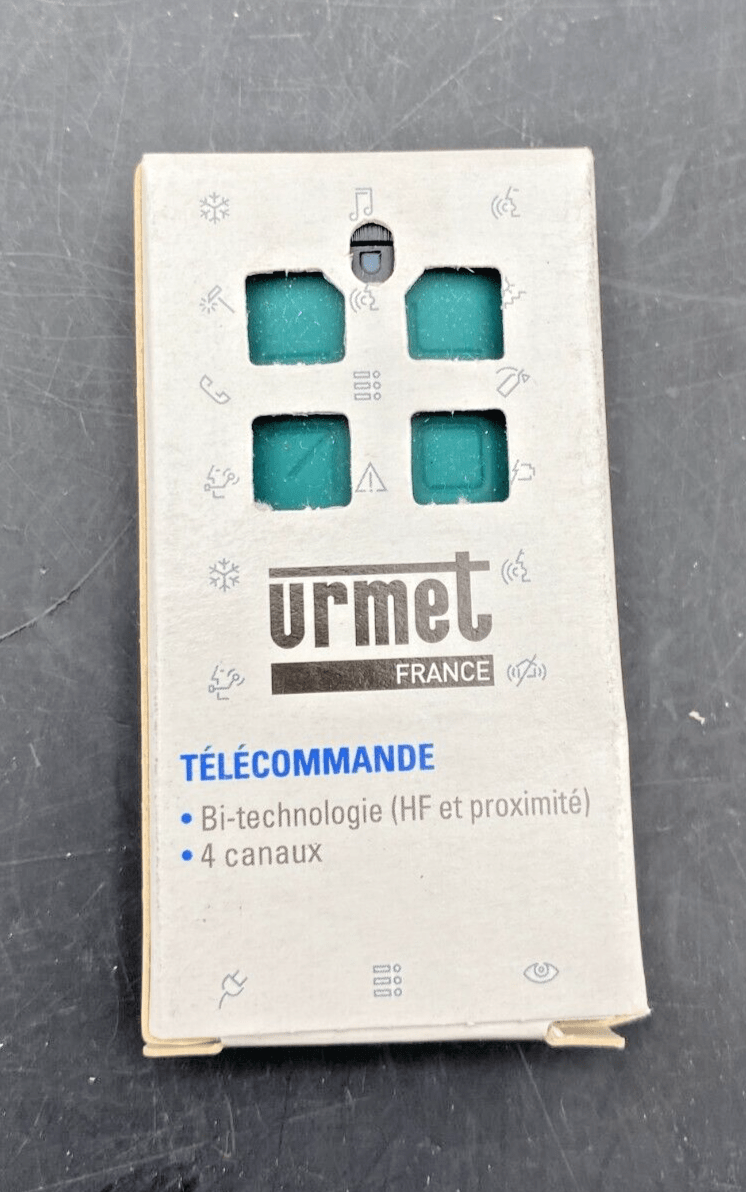 urmet
FRANCE
TÉLÉCOMMANDE
• Bi-technologie (HF et proximité)
• 4 canaux